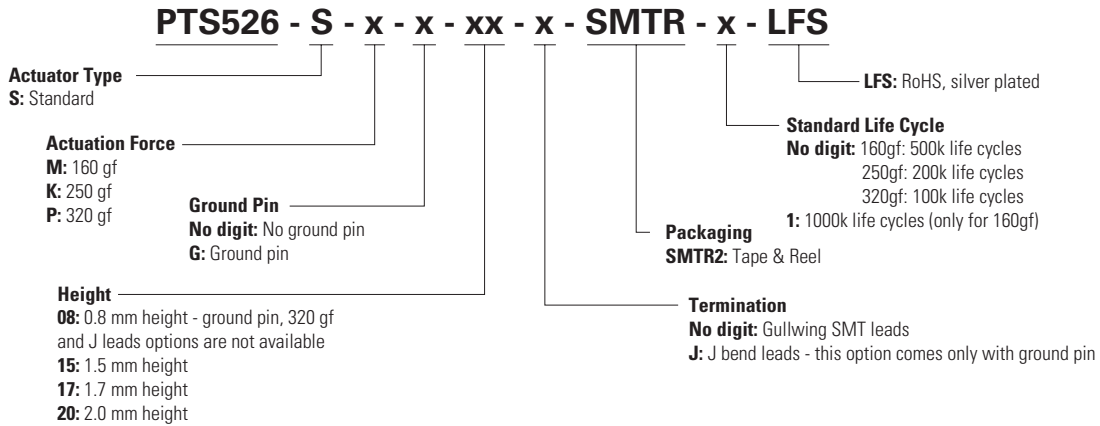 PTS526 - S - x - x - xx - x - SMTR - x - LFS
Actuator Type
S: Standard
Actuation Force
M: 160 gf
K: 250 gf
P: 320 gf
Ground Pin
No digit: No ground pin
G: Ground pin
Height
08: 0.8 mm height - ground pin, 320 gf
and J leads options are not available
15: 1.5 mm height
17: 1.7 mm height
20: 2.0 mm height
LFS: RoHS, silver plated
Standard Life Cycle
No digit: 160gf: 500k life cycles
250gf: 200k life cycles
320gf: 100k life cycles
1: 1000k life cycles (only for 160gf)
Packaging
SMTR2: Tape & Reel
Termination
No digit: Gullwing SMT leads
J: J bend leads - this option comes only with ground pin